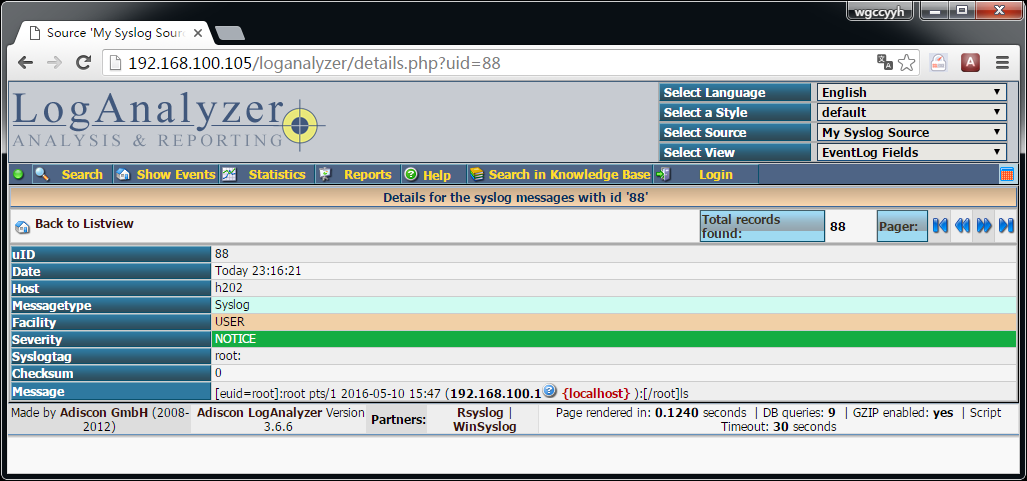 wgccyyh
Source 'My Syslog Sour
192.168.100.105/loganalyzer/details.php?uid=88
LogAnalyzer
ANALYSIS & REPORTING
Select Language English
Select a Style default
Select Source My Syslog Source
Select View EventLog Fields
Search Show Events Statistics Reports Help Search in Knowledge Base Login
Details for the syslog messages with id '88'
Back to Listview Total records found: 88 Pager:
uID 88
Date Today 23:16:21
Host h202
Messagetype Syslog
Facility USER
Severity NOTICE
Syslogtag root:
Checksum 0
Message [euid=root]:root pts/1 2016-05-10 15:47 (192.168.100.1 {localhost} ):[/root]ls
Made by Adiscon GmbH (2008-2012) Adiscon LogAnalyzer Version 3.6.6 Partners: Rsyslog | WinSyslog Page rendered in: 0.1240 seconds | DB queries: 9 | GZIP enabled: yes | Script Timeout: 30 seconds